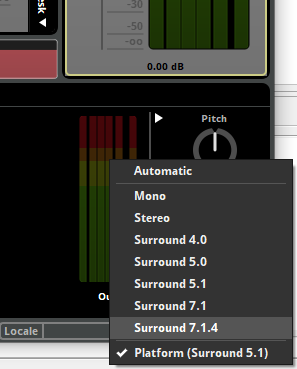 sk
-30
-50
-oo
0.00 dB
Pitch
Automatic
Mono
Stereo
Surround 4.0
Surround 5.0
Surround 5.1
Surround 7.1
Surround 7.1.4
Platform (Surround 5.1)
Ou
Locale